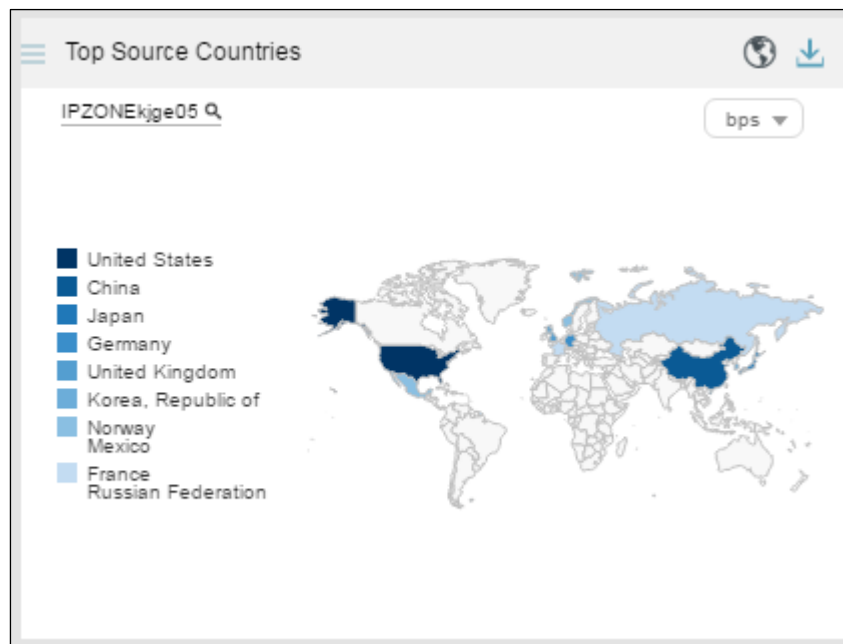 Top Source Countries
IPZONEkjge05
bps
United States
China
Japan
Germany
United Kingdom
Korea, Republic of
Norway
Mexico
France
Russian Federation